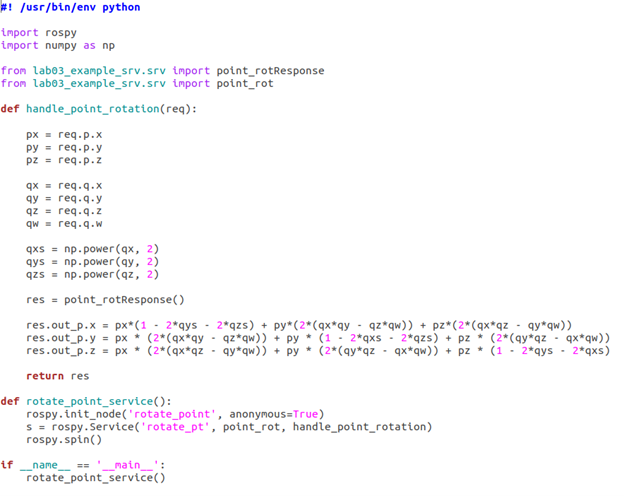 #! /usr/bin/env python
import rospy
import numpy as np
from lab03_example_srv.srv import point_rotResponse
from lab03_example_srv.srv import point_rot
def handle_point_rotation(req):
    px = req.p.x
    py = req.p.y
    pz = req.p.z
    qx = req.q.x
    qy = req.q.y
    qz = req.q.z
    qw = req.q.w
    qxs = np.power(qx, 2)
    qys = np.power(qy, 2)
    qzs = np.power(qz, 2)
    res = point_rotResponse()
    res.out_p.x = px*(1 - 2*qys - 2*qzs) + py*(2*(qx*qy - qz*qw)) + pz*(2*(qx*qz - qy*qw))
    res.out_p.y = px * (2*(qx*qy - qz*qw)) + py * (1 - 2*qxs - 2*qzs) + pz * (2*(qy*qz - qx*qw))
    res.out_p.z = px * (2*(qx*qz - qy*qw)) + py * (2*(qy*qz - qx*qw)) + pz * (1 - 2*qys - 2*qxs)
    return res
def rotate_point_service():
    rospy.init_node('rotate_point', anonymous=True)
    s = rospy.Service('rotate_pt', point_rot, handle_point_rotation)
    rospy.spin()
if __name__ == '__main__':
    rotate_point_service()